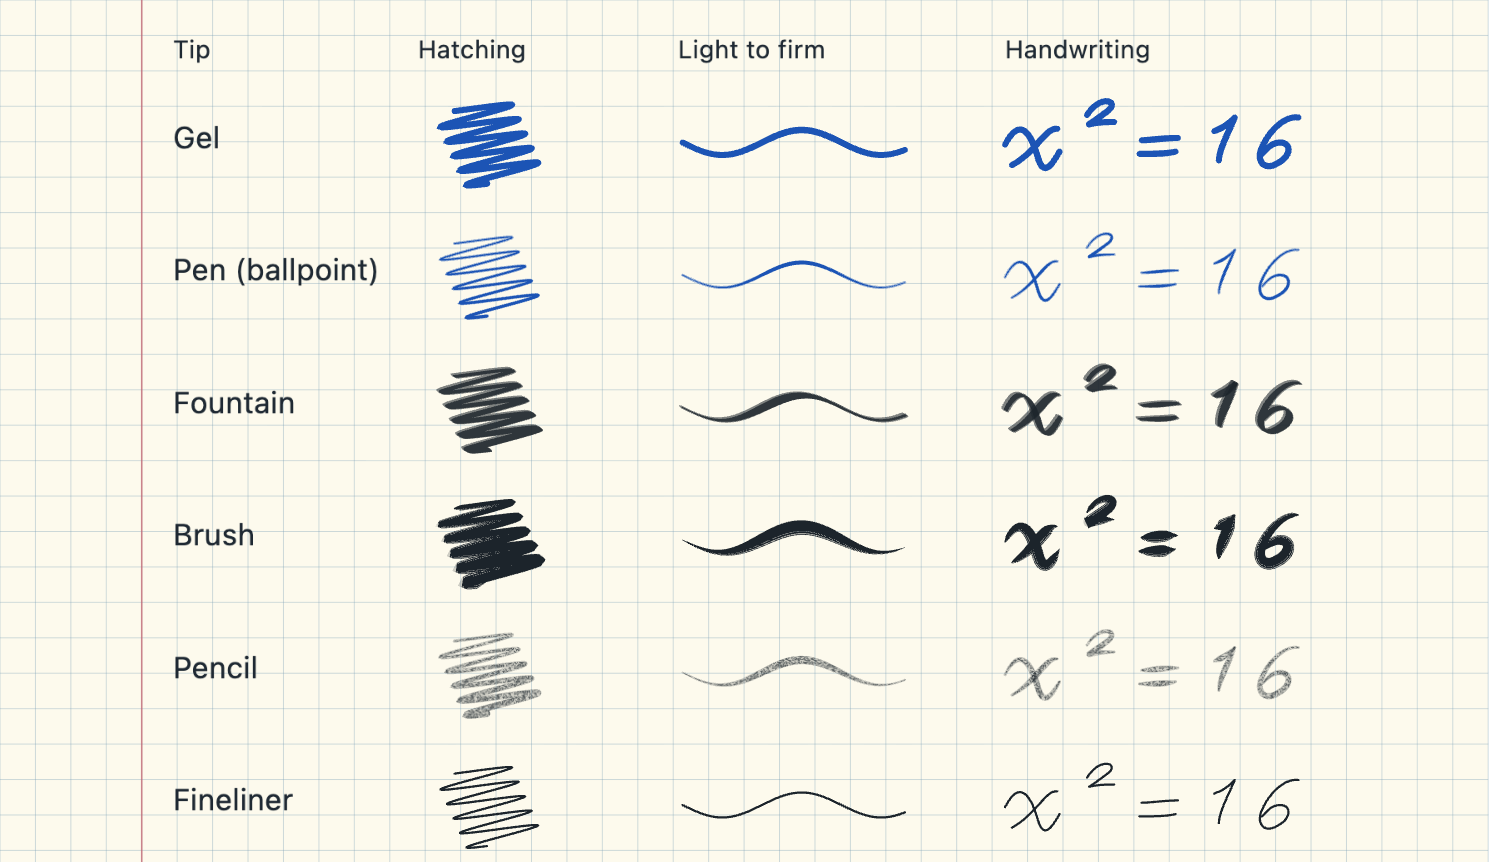 Tip Hatching Light to firm Handwriting
Gel x² = 16
Pen (ballpoint) x² = 16
Fountain x² = 16
Brush x² = 16
Pencil x² = 16
Fineliner x² = 16